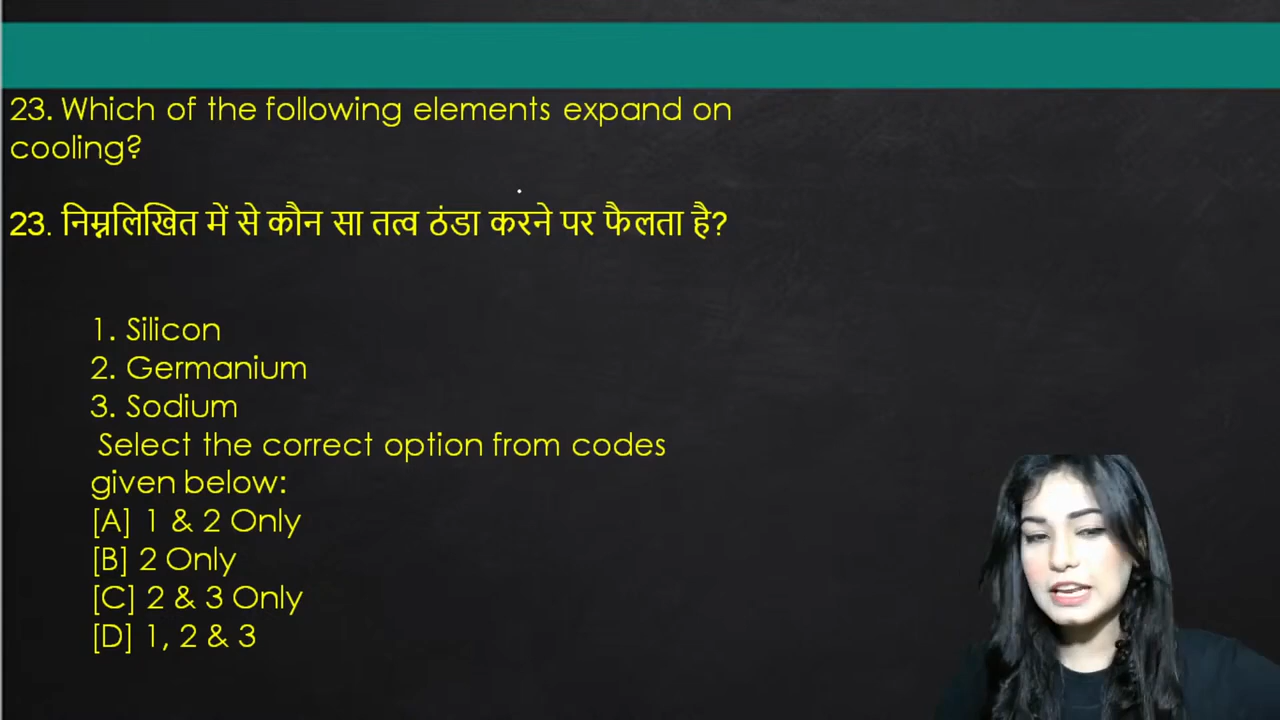 23. Which of the following elements expand on
cooling?
23. निम्नलिखित में से कौन सा तत्व ठंडा करने पर फैलता है?
1. Silicon
2. Germanium
3. Sodium
Select the correct option from codes
given below:
[A] 1 & 2 Only
[B] 2 Only
[C] 2 & 3 Only
[D] 1, 2 & 3